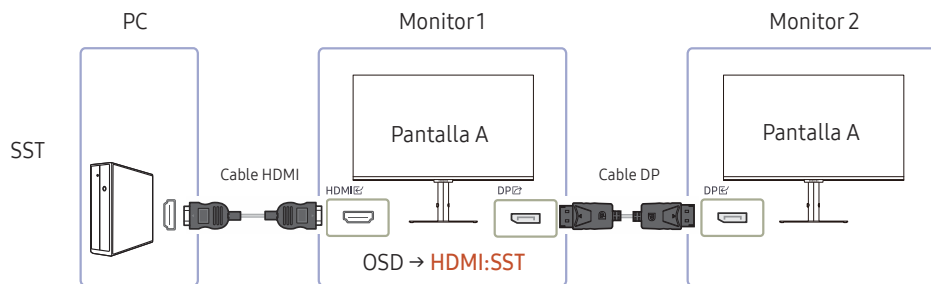 PC
Monitor 1
Monitor 2
SST
Pantalla A
Pantalla A
Cable HDMI
HDMI
DP
Cable DP
DP
OSD → HDMI:SST